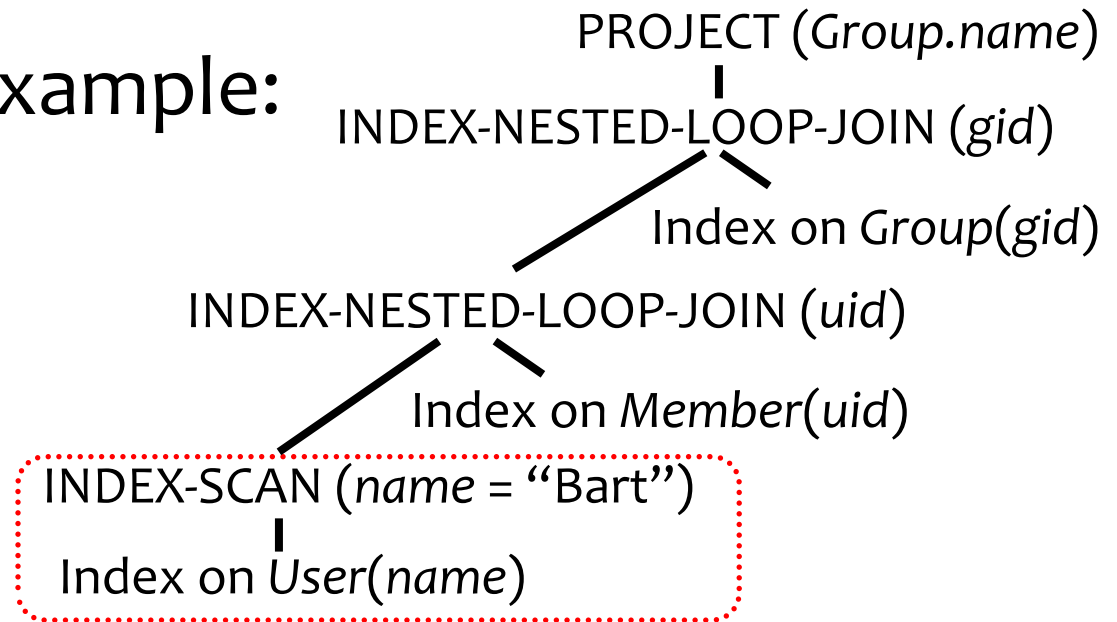 PROJECT (Group.name)
xample:
INDEX-NESTED-LOOP-JOIN (gid)
Index on Group(gid)
INDEX-NESTED-LOOP-JOIN (uid)
Index on Member(uid)
INDEX-SCAN (name = “Bart”)
Index on User(name)